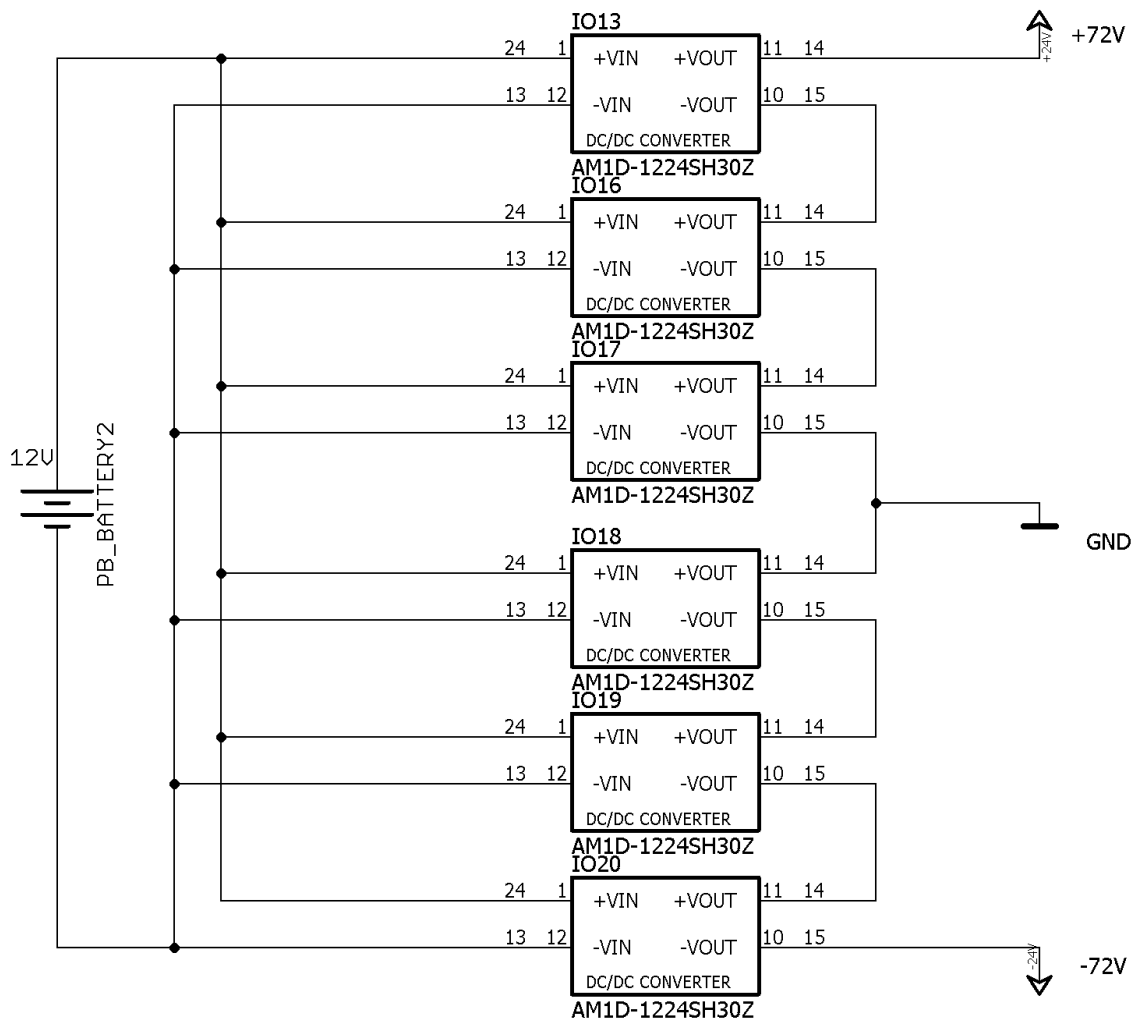 IO13
24 1 +VIN +VOUT 11 14
+24V
+72V
13 12 -VIN -VOUT 10 15
DC/DC CONVERTER
AM1D-1224SH30Z
IO16
24 1 +VIN +VOUT 11 14
13 12 -VIN -VOUT 10 15
DC/DC CONVERTER
AM1D-1224SH30Z
IO17
24 1 +VIN +VOUT 11 14
13 12 -VIN -VOUT 10 15
DC/DC CONVERTER
AM1D-1224SH30Z
12V
PB_BATTERY2
GND
IO18
24 1 +VIN +VOUT 11 14
13 12 -VIN -VOUT 10 15
DC/DC CONVERTER
AM1D-1224SH30Z
IO19
24 1 +VIN +VOUT 11 14
13 12 -VIN -VOUT 10 15
DC/DC CONVERTER
AM1D-1224SH30Z
IO20
24 1 +VIN +VOUT 11 14
13 12 -VIN -VOUT 10 15
-24V
-72V
DC/DC CONVERTER
AM1D-1224SH30Z